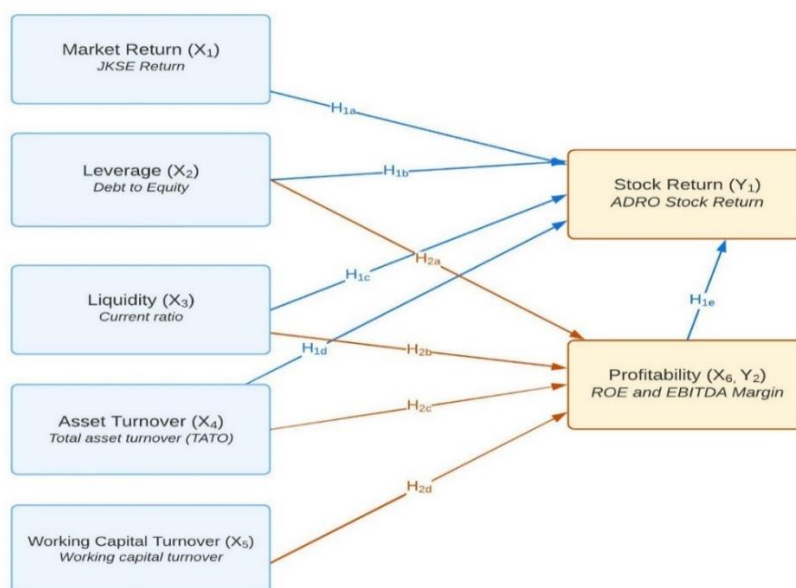 Market Return (X₁)
JKSE Return
H₁ₐ
Leverage (X₂)
Debt to Equity
H₁b
Stock Return (Y₁)
ADRO Stock Return
H₂ₐ
Liquidity (X₃)
Current ratio
H₁c
H₁ₑ
H₁d
H₂b
Profitability (X₆, Y₂)
ROE and EBITDA Margin
Asset Turnover (X₄)
Total asset turnover (TATO)
H₂c
H₂d
Working Capital Turnover (X₅)
Working capital turnover